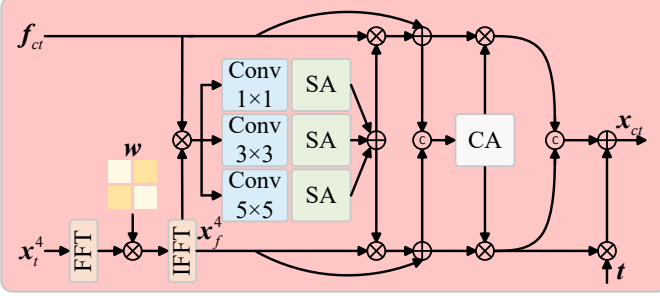 f_ct
Conv 1×1 SA
w
Conv 3×3 SA
C
CA
C
x_ct
Conv 5×5 SA
x_t^4
FFT
IFFT
x_f^4
t